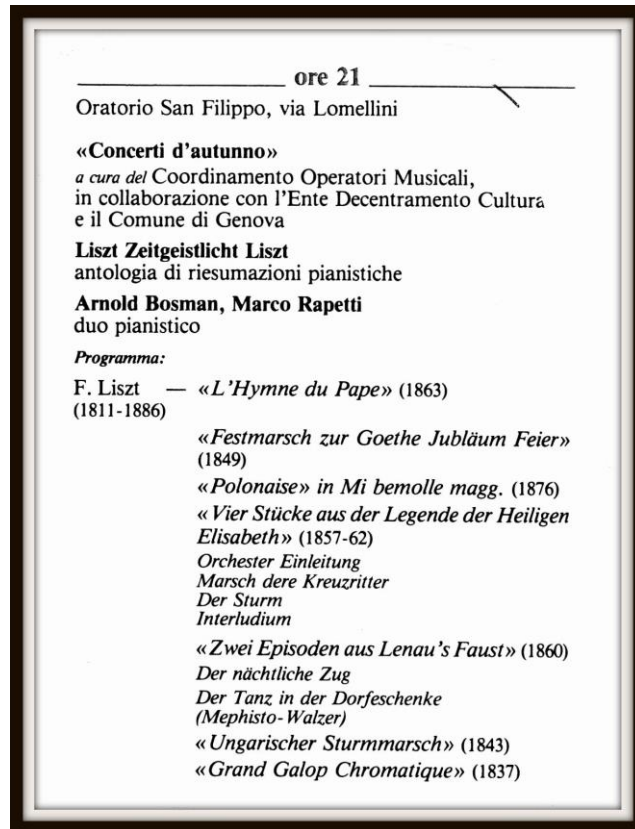 ore 21
Oratorio San Filippo, via Lomellini
«Concerti d'autunno»
a cura del Coordinamento Operatori Musicali,
in collaborazione con l'Ente Decentramento Cultura
e il Comune di Genova
Liszt Zeitgeistlicht Liszt
antologia di riesumazioni pianistiche
Arnold Bosman, Marco Rapetti
duo pianistico
Programma:
F. Liszt — «L'Hymne du Pape» (1863)
(1811-1886)
«Festmarsch zur Goethe Jubläum Feier»
(1849)
«Polonaise» in Mi bemolle magg. (1876)
«Vier Stücke aus der Legende der Heiligen
Elisabeth» (1857-62)
Orchester Einleitung
Marsch dere Kreuzritter
Der Sturm
Interludium
«Zwei Episoden aus Lenau's Faust» (1860)
Der nächtliche Zug
Der Tanz in der Dorfeschenke
(Mephisto-Walzer)
«Ungarischer Sturmmarsch» (1843)
«Grand Galop Chromatique» (1837)